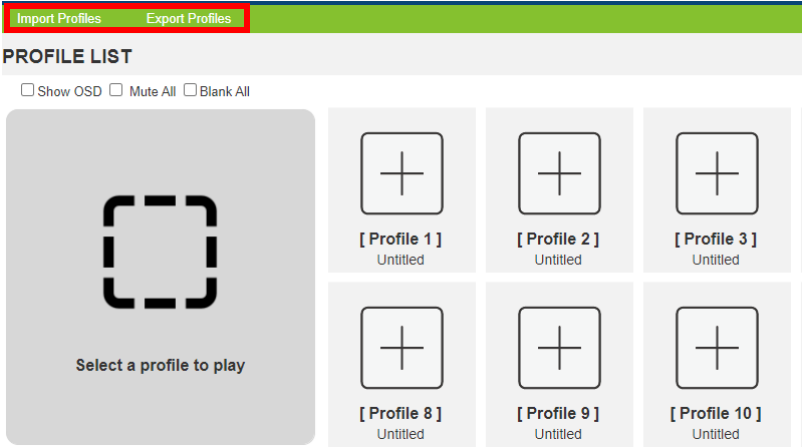 Import Profiles Export Profiles
PROFILE LIST
Show OSD Mute All Blank All
Select a profile to play
[ Profile 1 ]
Untitled
[ Profile 2 ]
Untitled
[ Profile 3 ]
Untitled
[ Profile 8 ]
Untitled
[ Profile 9 ]
Untitled
[ Profile 10 ]
Untitled